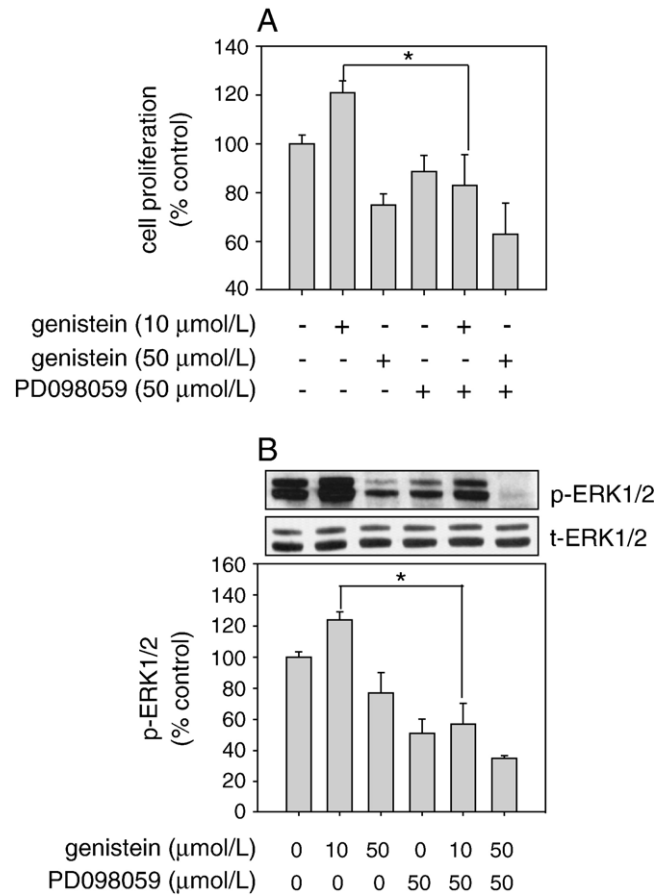 A
140
*
120
100
80
60
40
cell proliferation
(% control)
genistein (10 μmol/L) - + - - + -
genistein (50 μmol/L) - - + - - +
PD098059 (50 μmol/L) - - - + + +
B
p-ERK1/2
t-ERK1/2
160
*
140
120
100
80
60
40
20
0
p-ERK1/2
(% control)
genistein (μmol/L) 0 10 50 0 10 50
PD098059 (μmol/L) 0 0 0 50 50 50